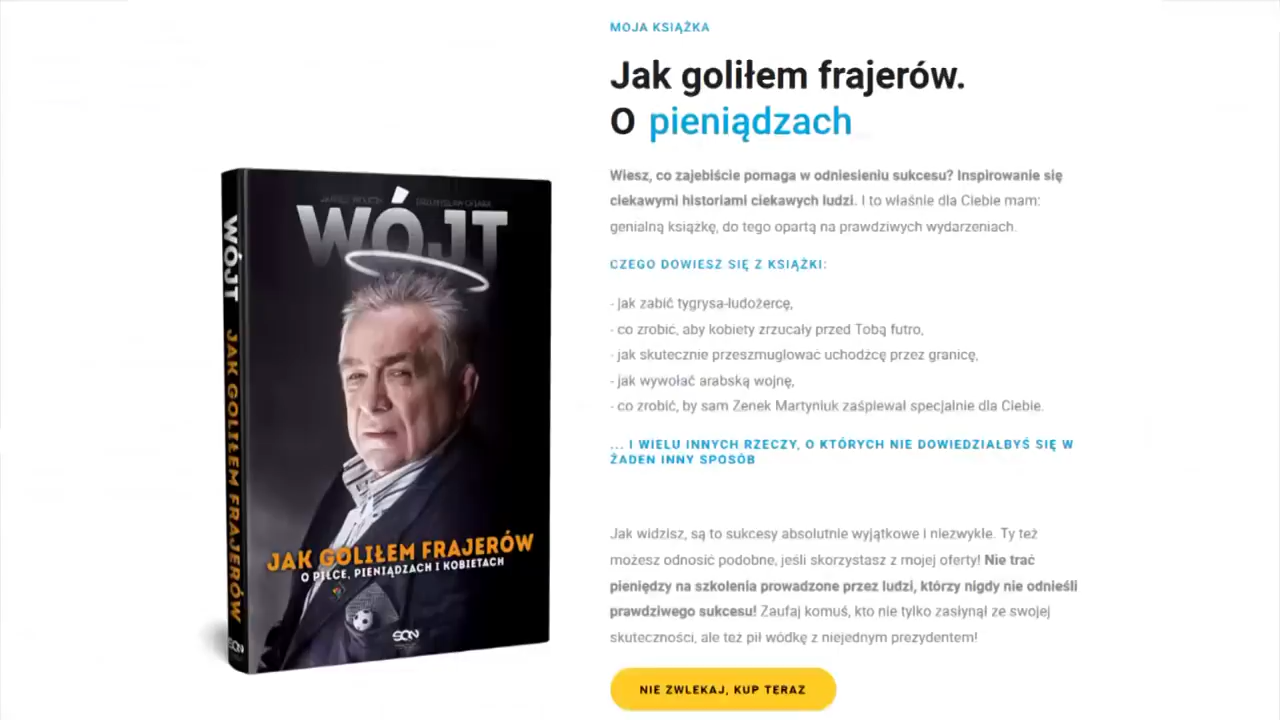 MOJA KSIĄŻKA
Jak goliłem frajerów.
O pieniądzach
Wiesz, co zajebiście pomaga w odniesieniu sukcesu? Inspirowanie się
ciekawymi historiami ciekawych ludzi. I to właśnie dla Ciebie mam:
genialną książkę, do tego opartą na prawdziwych wydarzeniach.
CZEGO DOWIESZ SIĘ Z KSIĄŻKI:
- jak zabić tygrysa-ludożercę,
- co zrobić, aby kobiety zrzucały przed Tobą futro,
- jak skutecznie przeszmuglować uchodźcę przez granicę,
- jak wywołać arabską wojnę,
- co zrobić, by sam Zenek Martyniuk zaśpiewał specjalnie dla Ciebie.
... I WIELU INNYCH RZECZY, O KTÓRYCH NIE DOWIEDZIAŁBYŚ SIĘ W
ŻADEN INNY SPOSÓB
Jak widzisz, są to sukcesy absolutnie wyjątkowe i niezwykłe. Ty też
możesz odnosić podobne, jeśli skorzystasz z mojej oferty! Nie trać
pieniędzy na szkolenia prowadzone przez ludzi, którzy nigdy nie odnieśli
prawdziwego sukcesu! Zaufaj komuś, kto nie tylko zasłynął ze swojej
skuteczności, ale też pił wódkę z niejednym prezydentem!
NIE ZWLEKAJ, KUP TERAZ
WÓJT
JAK GOLIŁEM FRAJERÓW
O PIŁCE, PIENIĄDZACH I KOBIETACH
SQN
WÓJT JAK GOLIŁEM FRAJERÓW
SQN